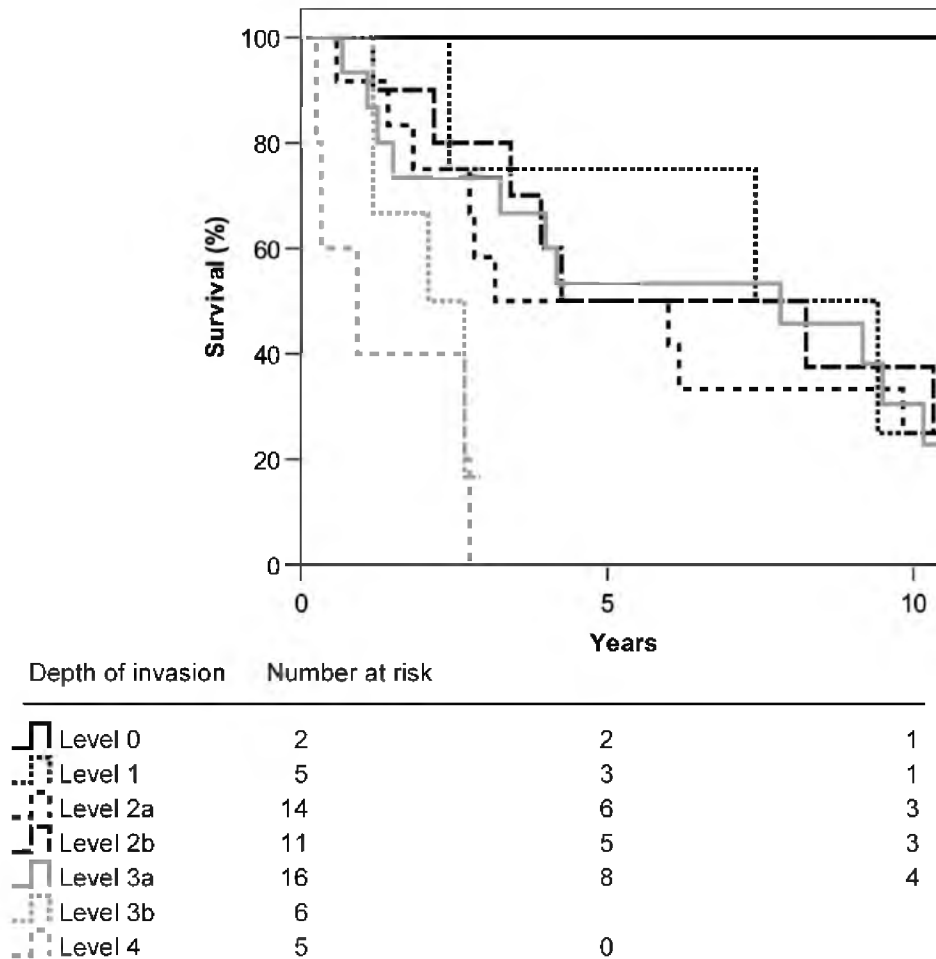 100
80
60
40
20
0
Survival (%)
0 5 10
Years
Depth of invasion Number at risk
Level 0 2 2 1
Level 1 5 3 1
Level 2a 14 6 3
Level 2b 11 5 3
Level 3a 16 8 4
Level 3b 6
Level 4 5 0